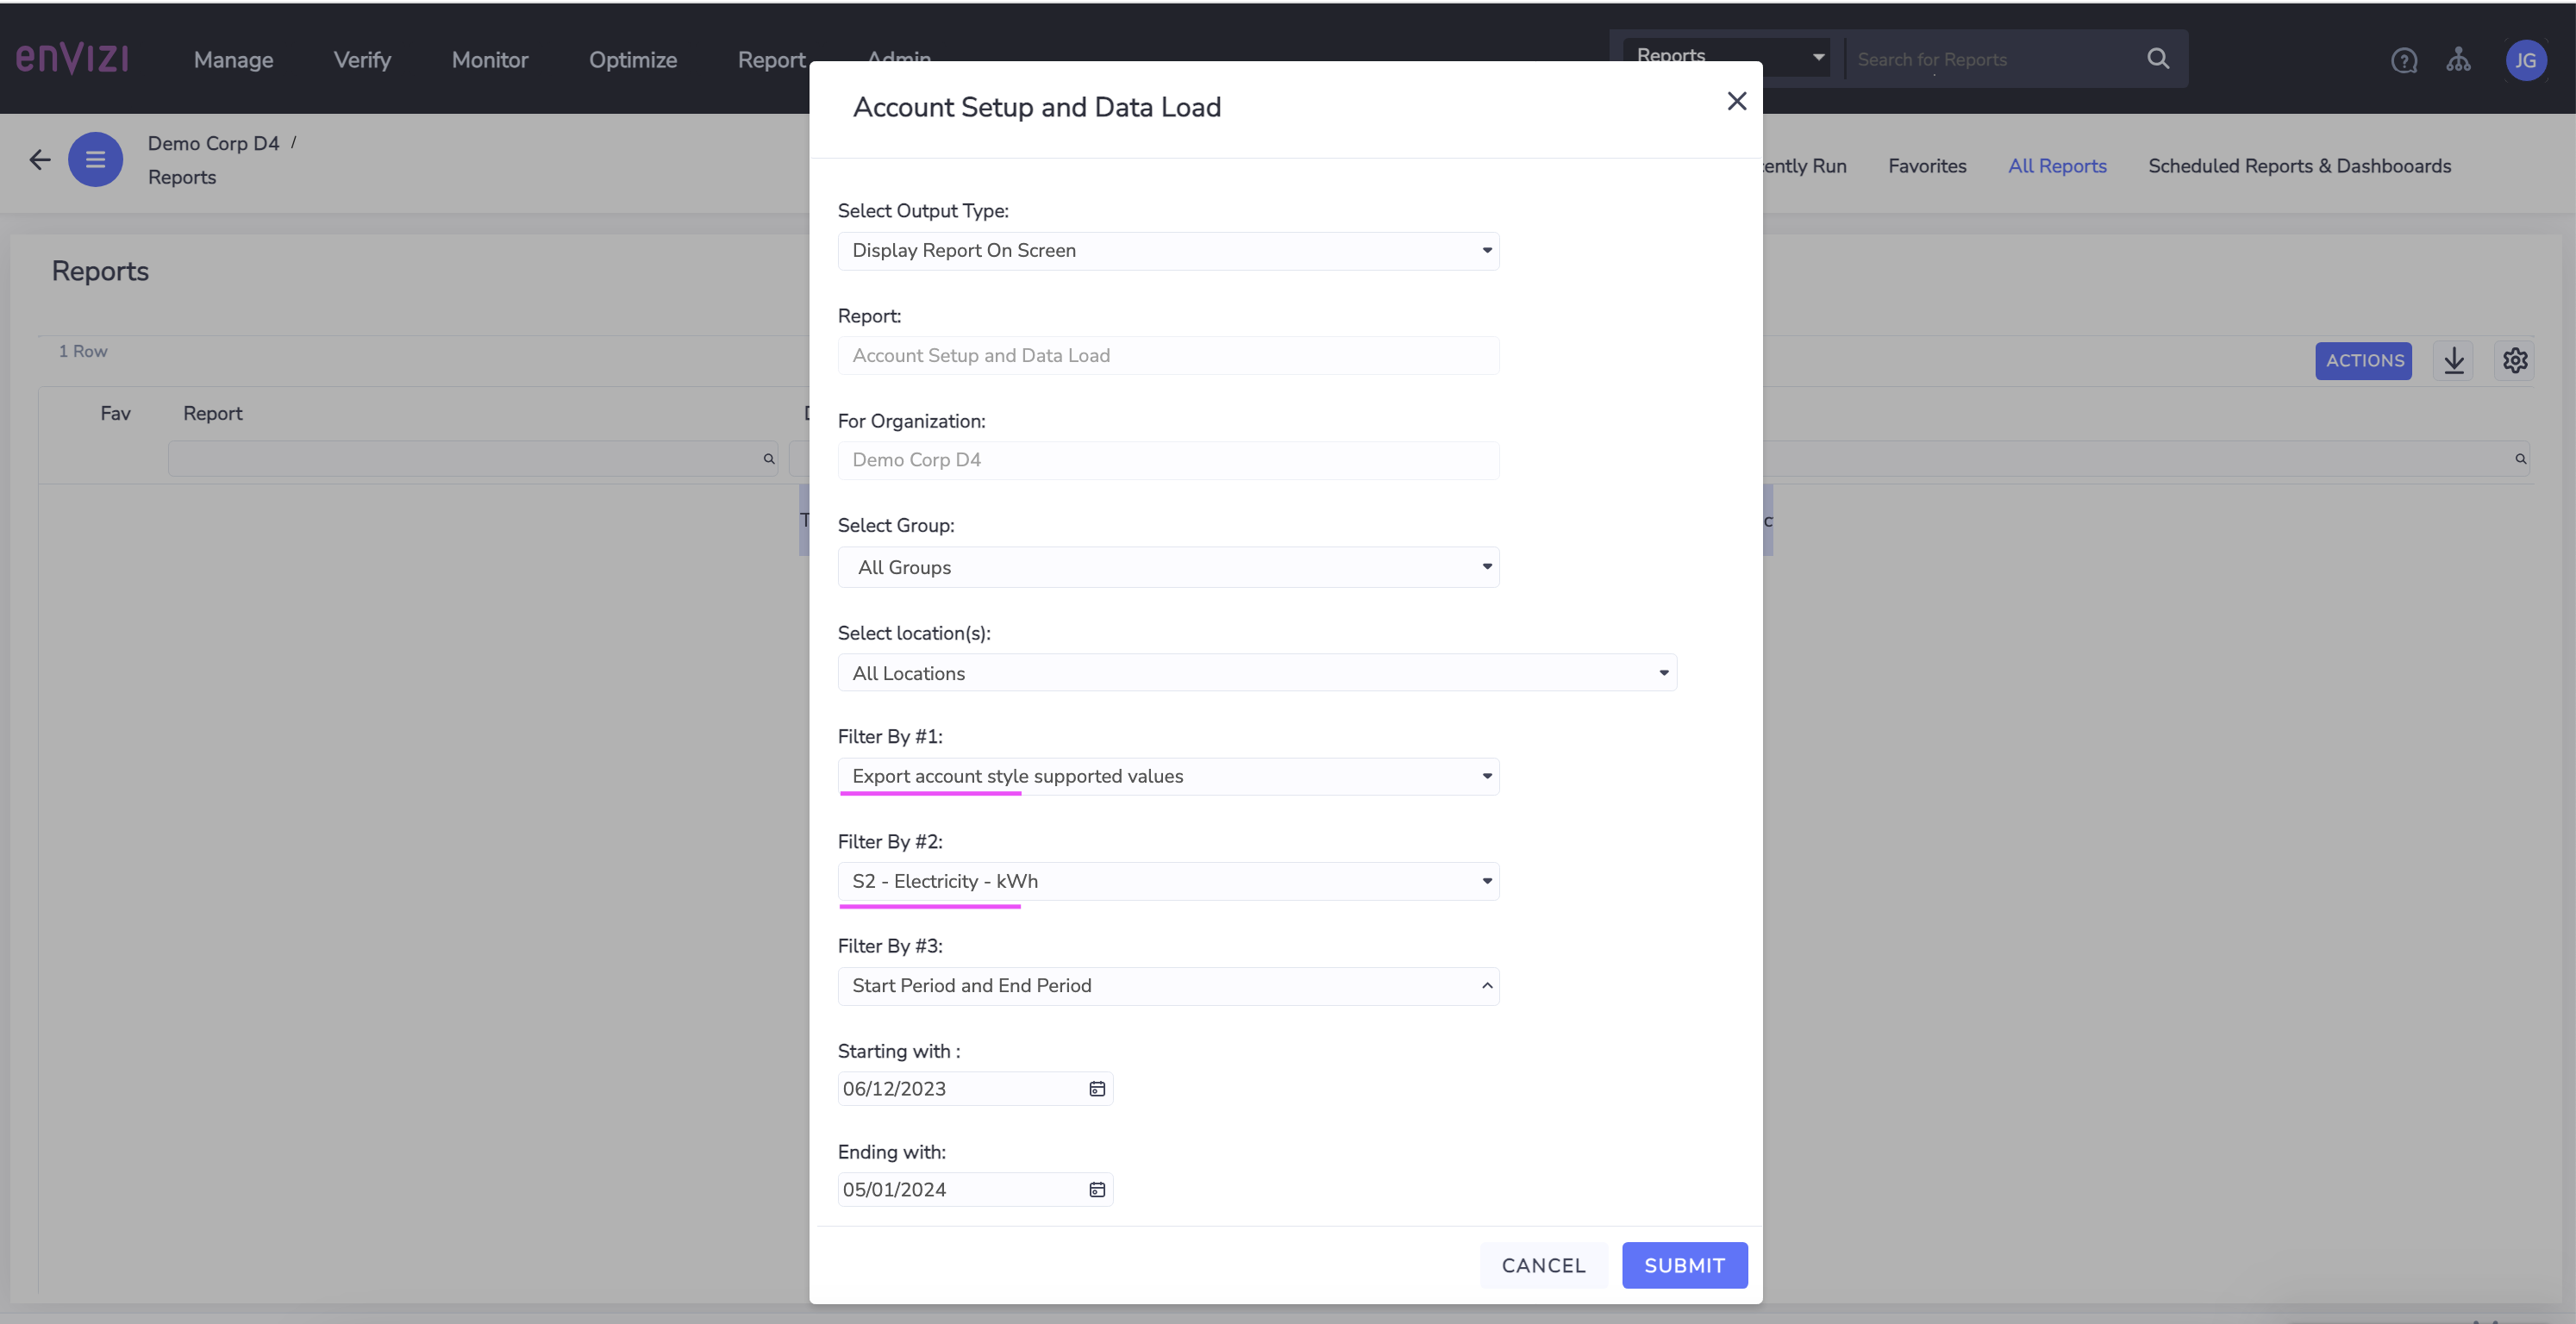 enVIZI
Manage Verify Monitor Optimize Report Admin
Reports
Search for Reports
JG
Demo Corp D4 /
Reports
Favorites All Reports Scheduled Reports & Dashbooards
Reports
1 Row
ACTIONS
Fav Report
Account Setup and Data Load
Select Output Type:
Display Report On Screen
Report:
Account Setup and Data Load
For Organization:
Demo Corp D4
Select Group:
All Groups
Select location(s):
All Locations
Filter By #1:
Export account style supported values
Filter By #2:
S2 - Electricity - kWh
Filter By #3:
Start Period and End Period
Starting with :
06/12/2023
Ending with:
05/01/2024
CANCEL SUBMIT